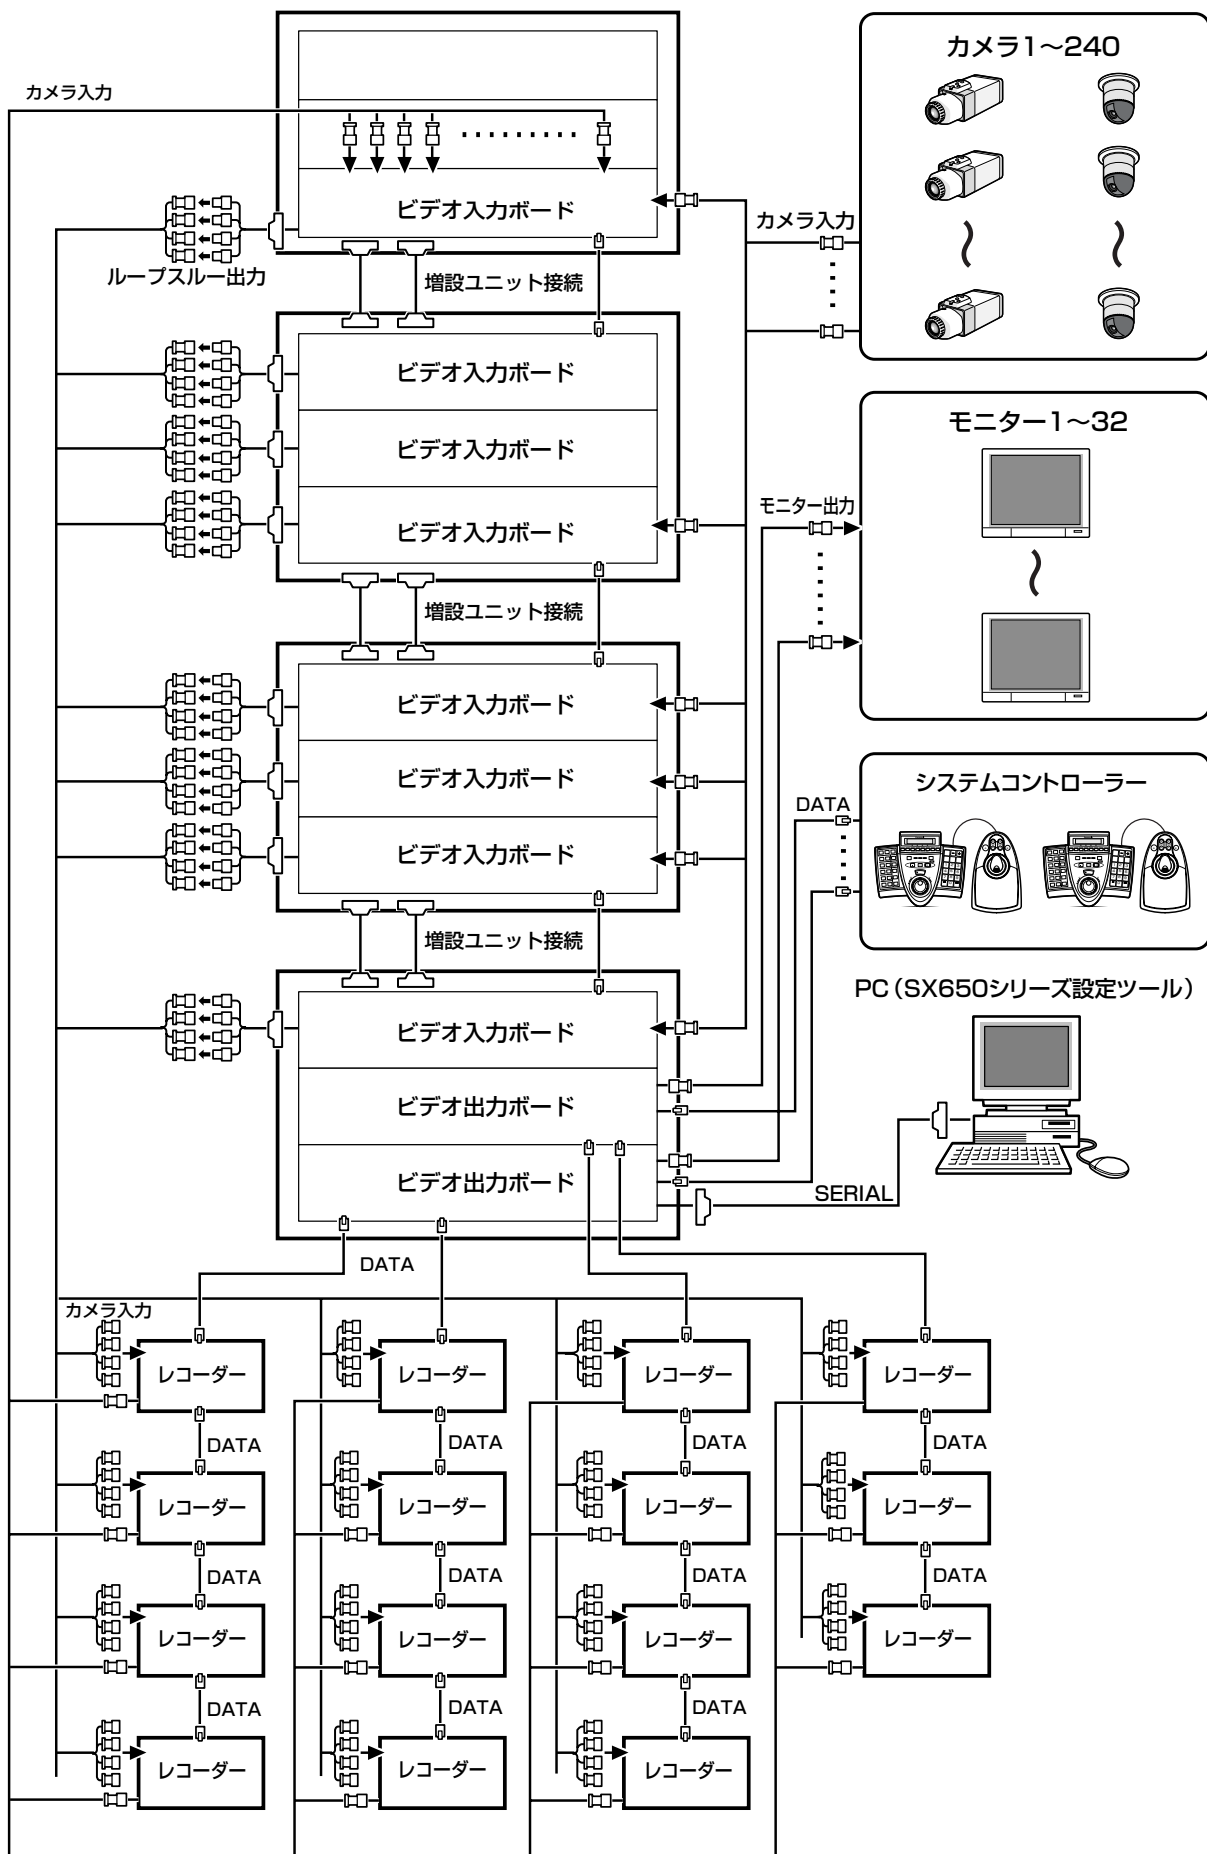 カメラ1～240
カメラ入力
ビデオ入力ボード
カメラ入力
ループスルー出力
増設ユニット接続
ビデオ入力ボード
モニター1～32
ビデオ入力ボード
モニター出力
ビデオ入力ボード
増設ユニット接続
ビデオ入力ボード
システムコントローラー
ビデオ入力ボード
DATA
ビデオ入力ボード
増設ユニット接続
PC（SX650シリーズ設定ツール）
ビデオ入力ボード
ビデオ出力ボード
ビデオ出力ボード
SERIAL
DATA
カメラ入力
レコーダー
レコーダー
レコーダー
レコーダー
DATA
DATA
DATA
DATA
レコーダー
レコーダー
レコーダー
レコーダー
DATA
DATA
DATA
DATA
レコーダー
レコーダー
レコーダー
レコーダー
DATA
DATA
DATA
レコーダー
レコーダー
レコーダー